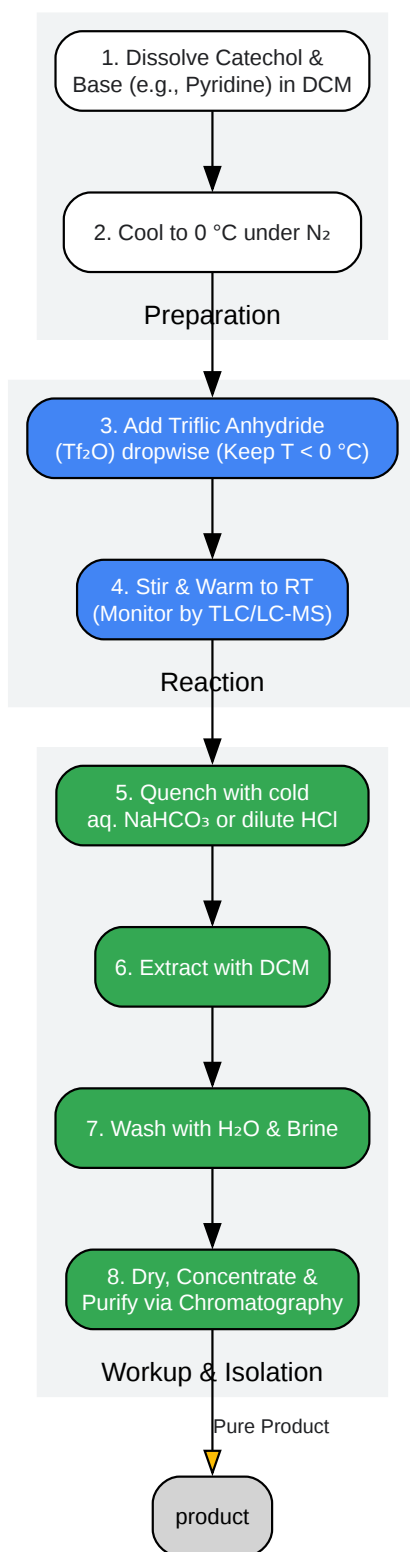 1. Dissolve Catechol &
Base (e.g., Pyridine) in DCM
2. Cool to 0 °C under N₂
Preparation
3. Add Triflic Anhydride
(Tf₂O) dropwise (Keep T < 0 °C)
4. Stir & Warm to RT
(Monitor by TLC/LC-MS)
Reaction
5. Quench with cold
aq. NaHCO₃ or dilute HCl
6. Extract with DCM
7. Wash with H₂O & Brine
8. Dry, Concentrate &
Purify via Chromatography
Workup & Isolation
Pure Product
product